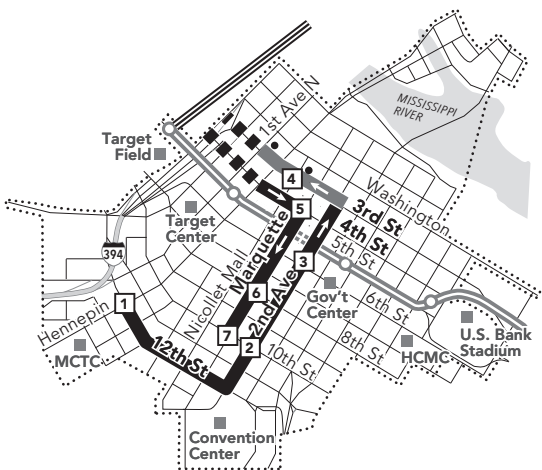 1st Ave N
MISSISSIPPI
RIVER
Target
Field
4
Washington
3rd St
Target
Center
5
4th St
Marquette
5th St
394
3
Nicollet Mall
6
2nd Ave
Gov't
Center
6th St
1
Hennepin
7
2
8th St
U.S. Bank
Stadium
MCTC
12th St
10th St
HCMC
Convention
Center